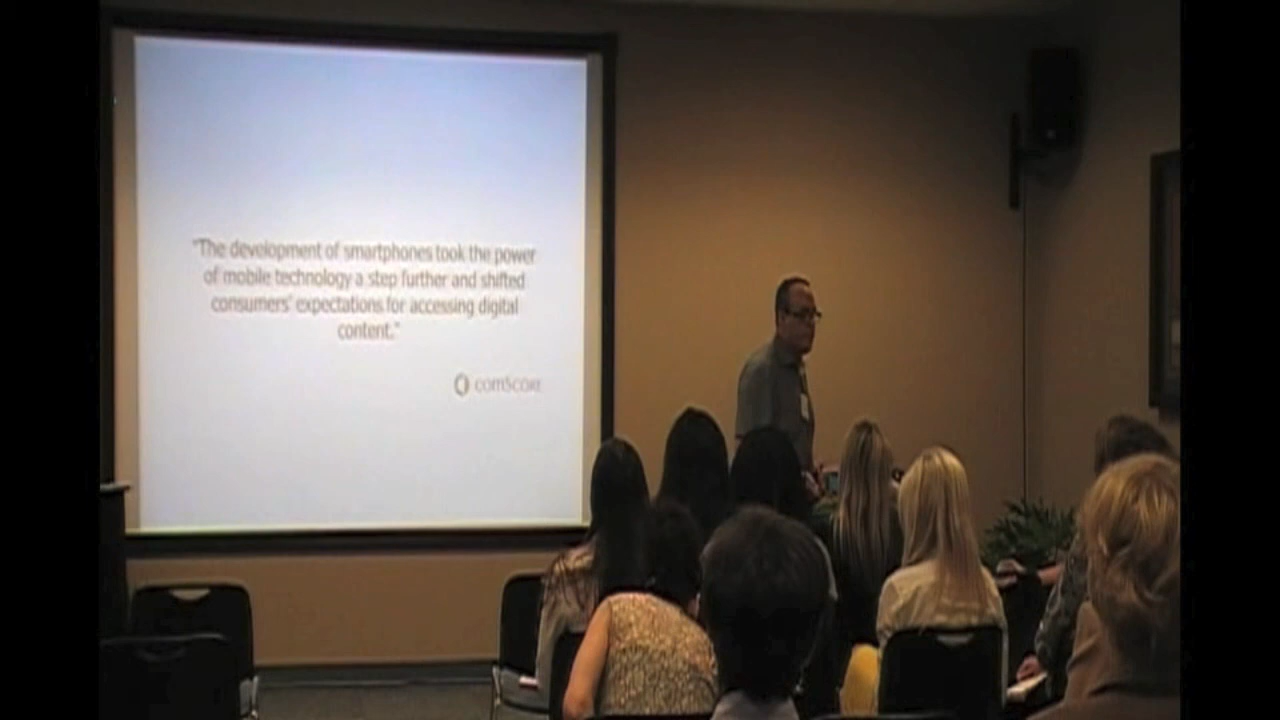 "The development of smartphones took the power
of mobile technology a step further and shifted
consumers' expectations for accessing digital
content."
comScore